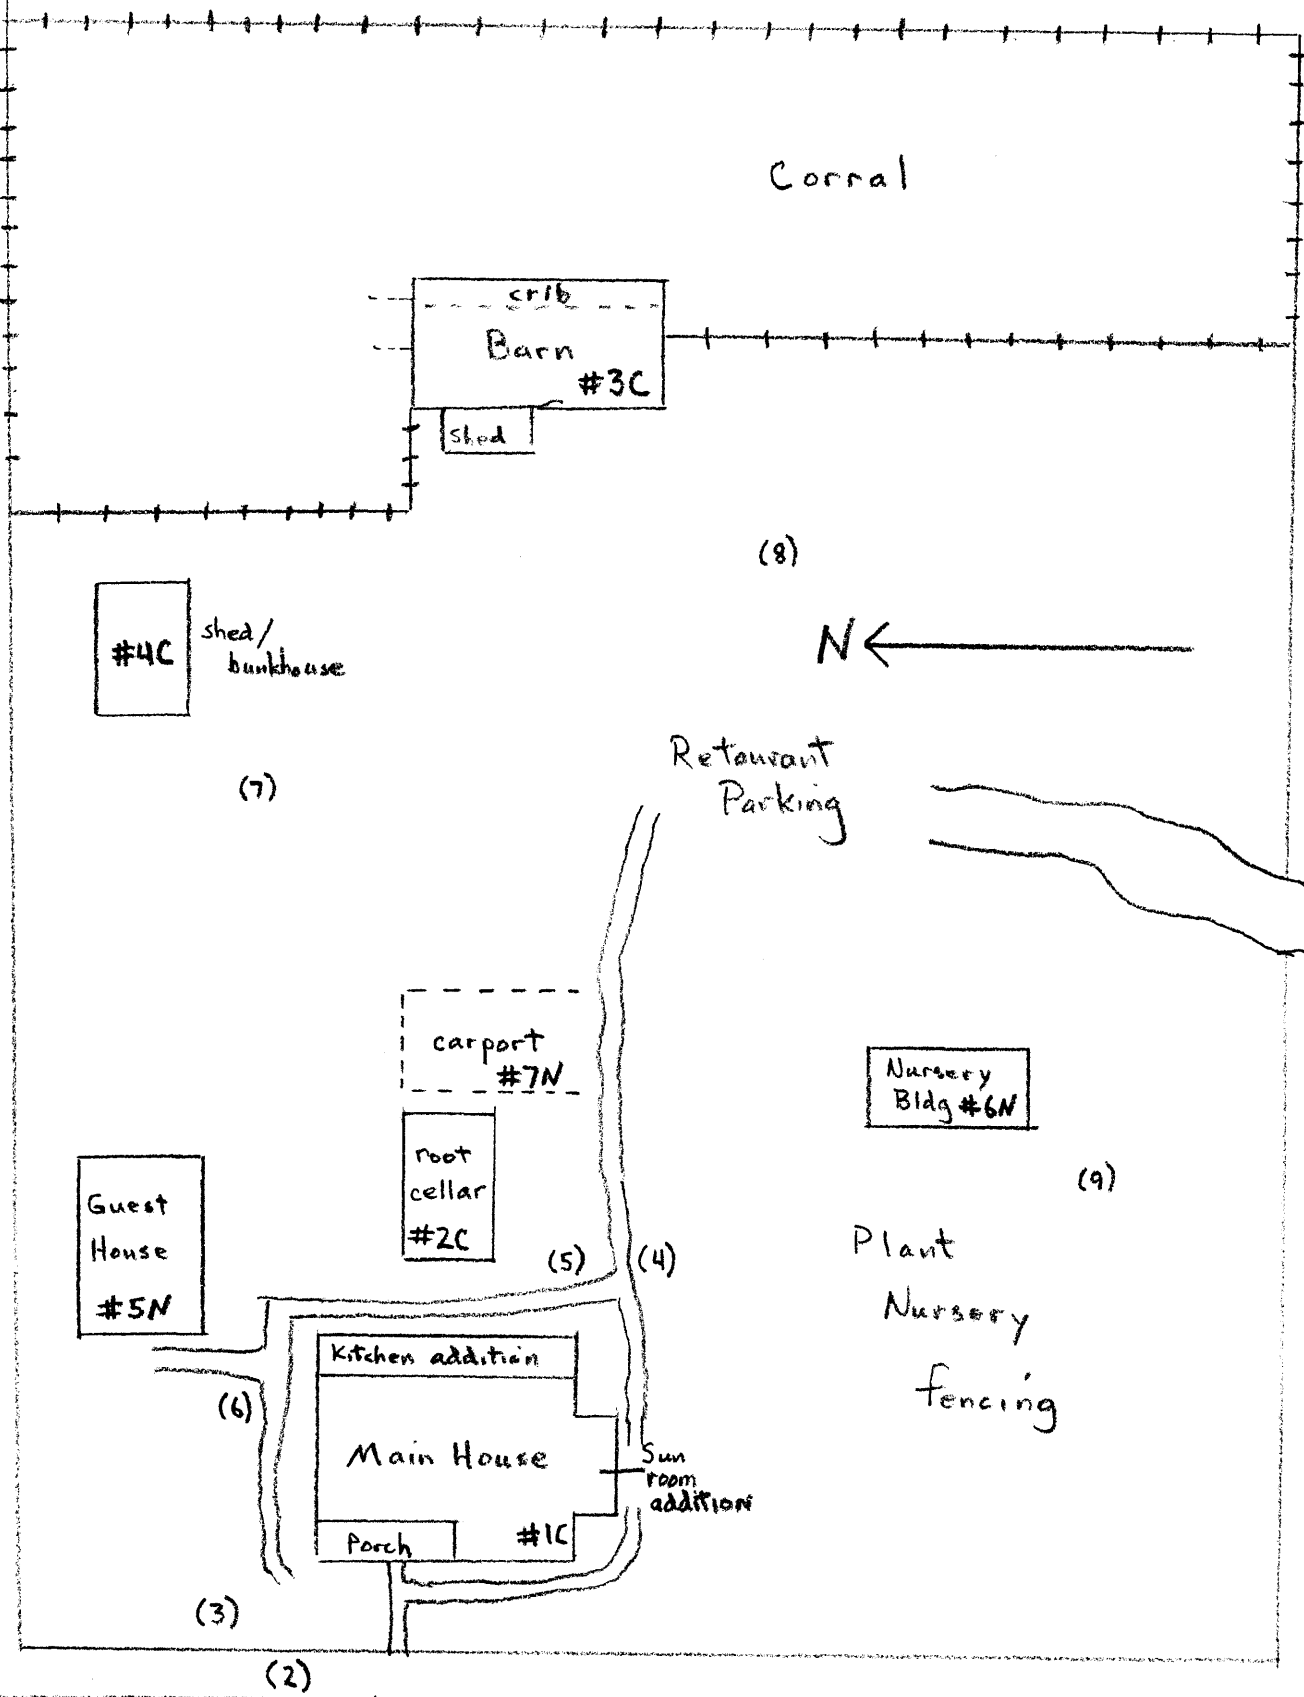 Corral
crib
Barn
#3C
shed
(8)
#4C
shed/
bunkhouse
N
Retaurant
Parking
(7)
carport
#7N
Nursery
Bldg #6N
root
cellar
#2C
Guest
House
#5N
(9)
Plant
Nursery
fencing
(5)
(4)
Kitchen addition
(6)
Main House
Sun
room
addition
#1C
Porch
(3)
(2)